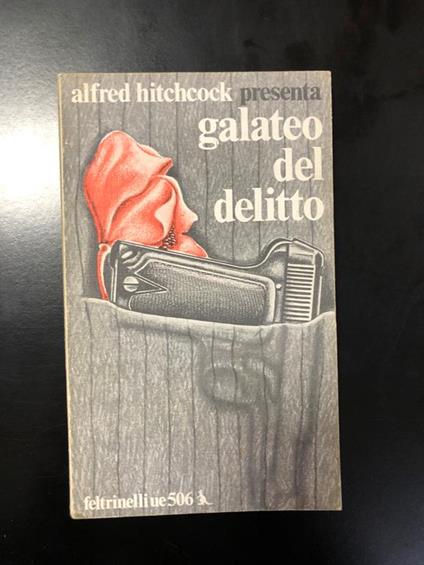 alfred hitchcock presenta
galateo
del
delitto
feltrinelli ue 506